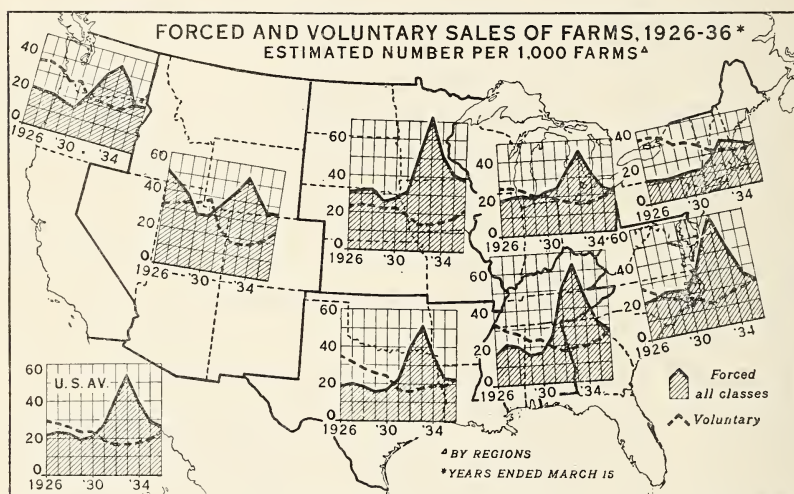 FORCED AND VOLUNTARY SALES OF FARMS, 1926-36*
ESTIMATED NUMBER PER 1,000 FARMS△
40
20
0
1926 '30 '34
60
40
20
0
1926 '30 '34
60
40
20
0
1926 '30 '34
40
20
0
1926 '30 '34
40
20
0
1926 '30 '34
60
40
20
0
1926 '30 '34
60
40
20
0
1926 '30 '34
60
40
20
0
1926 '30 '34
60
40
20
0
U.S. AV.
1926 '30 '34
Forced
all classes
Voluntary
△BY REGIONS
*YEARS ENDED MARCH 15